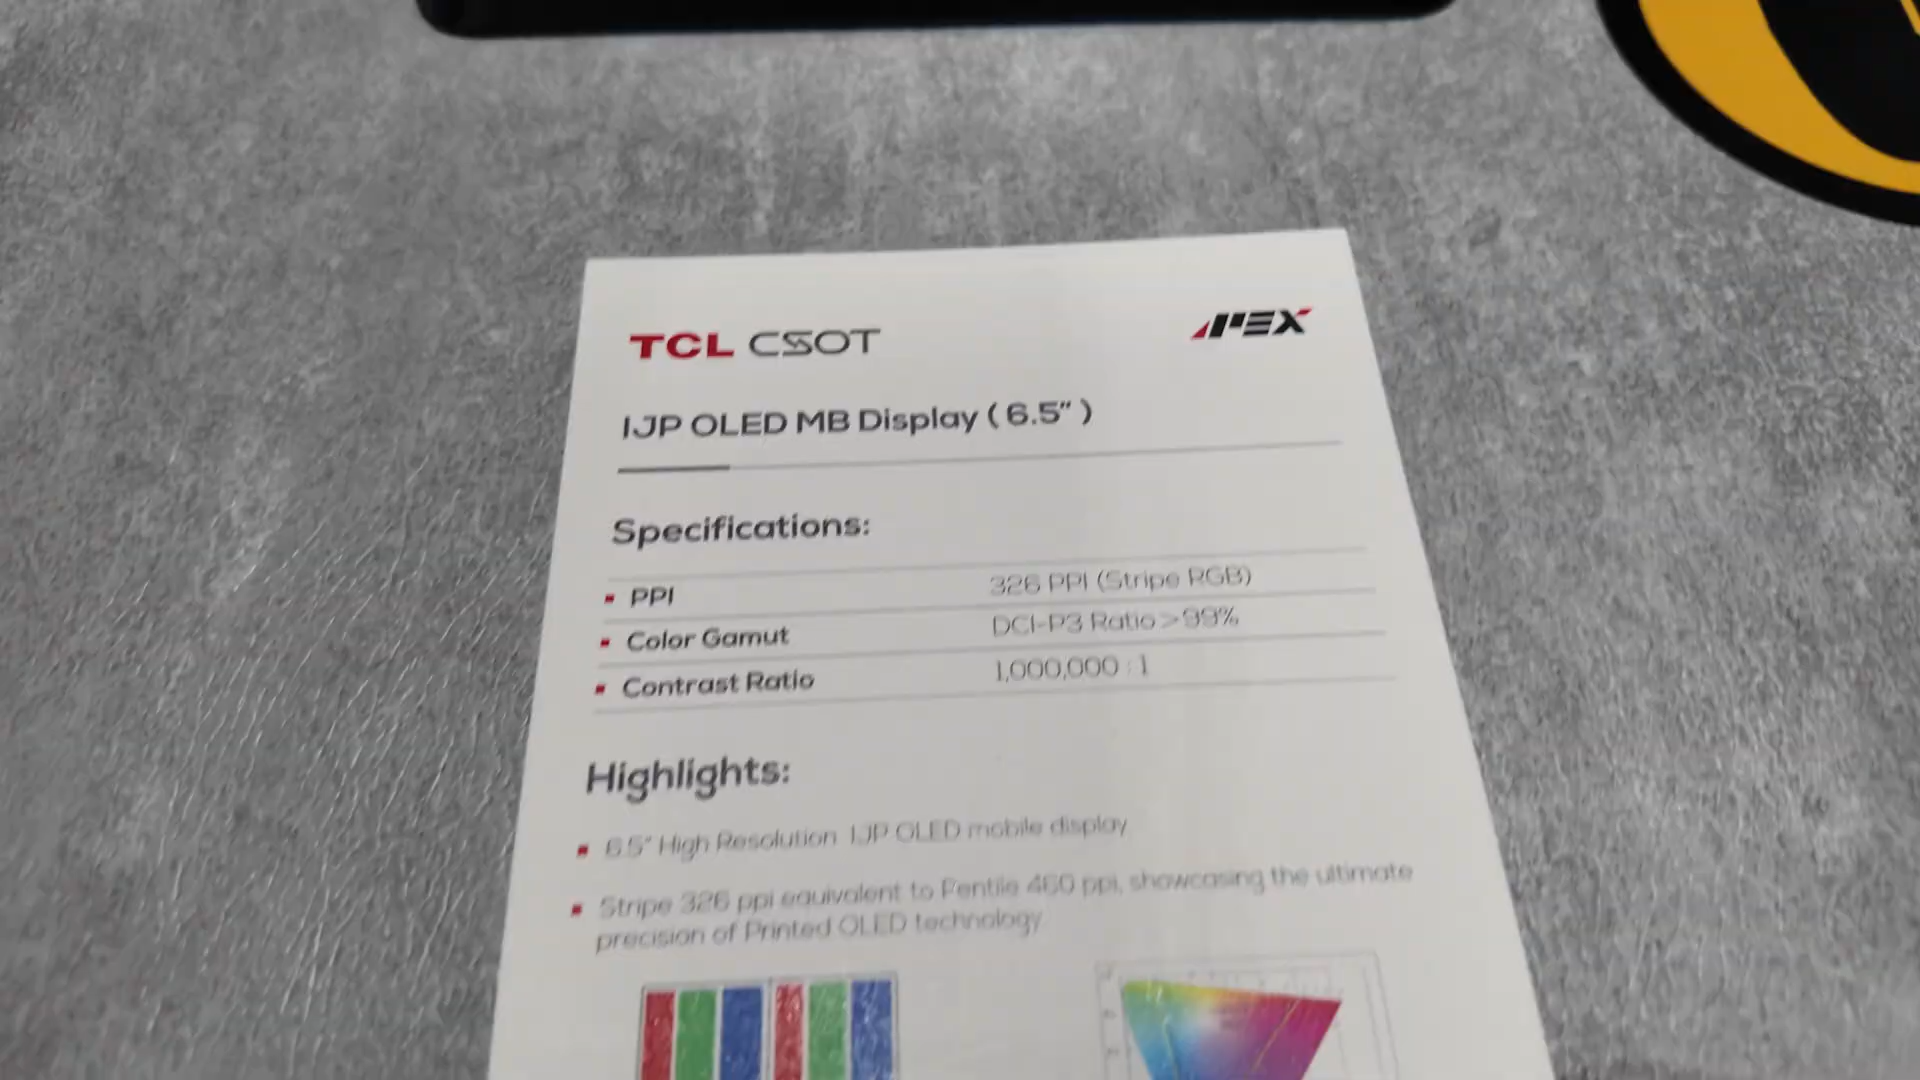 TCL CSOT
APEX
IJP OLED MB Display ( 6.5" )
Specifications:
PPI 326 PPI (Stripe RGB)
Color Gamut DCI-P3 Ratio > 99%
Contrast Ratio 1,000,000 : 1
Highlights:
6.5" High Resolution IJP OLED mobile display
Stripe 326 ppi equivalent to Pentile 460 ppi, showcasing the ultimate
precision of Printed OLED technology